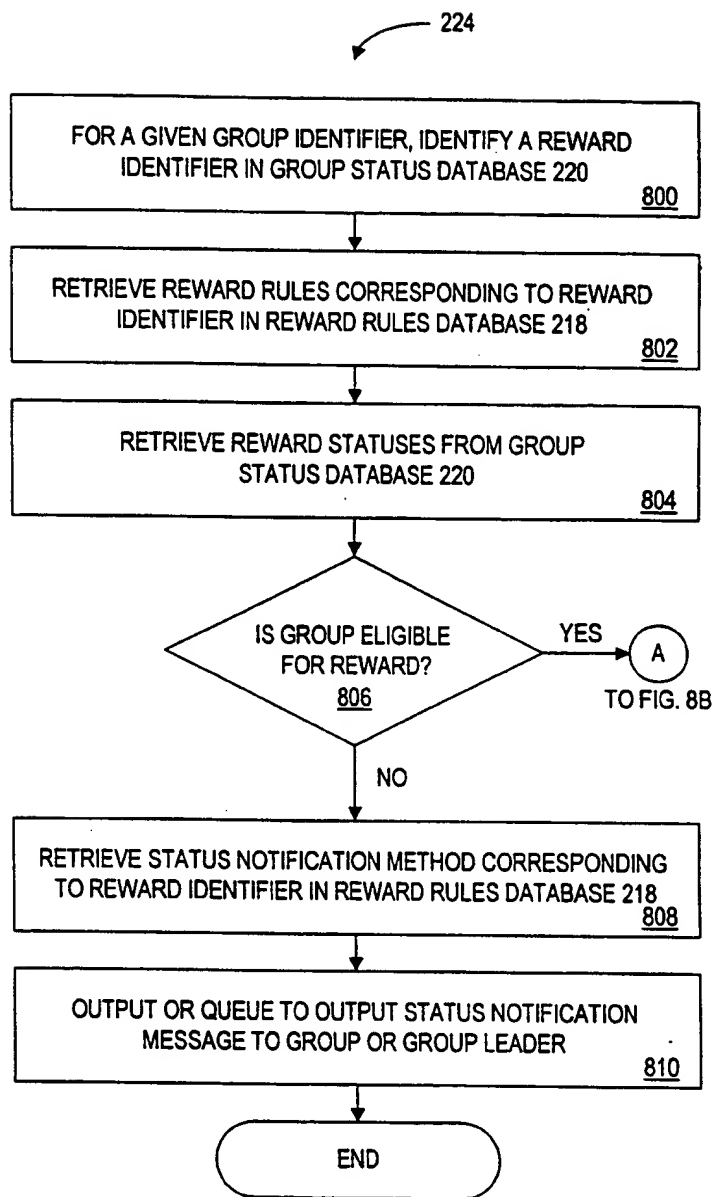 224
FOR A GIVEN GROUP IDENTIFIER, IDENTIFY A REWARD
IDENTIFIER IN GROUP STATUS DATABASE 220
800
RETRIEVE REWARD RULES CORRESPONDING TO REWARD
IDENTIFIER IN REWARD RULES DATABASE 218
802
RETRIEVE REWARD STATUSES FROM GROUP
STATUS DATABASE 220
804
IS GROUP ELIGIBLE
FOR REWARD?
806
YES
A
TO FIG. 8B
NO
RETRIEVE STATUS NOTIFICATION METHOD CORRESPONDING
TO REWARD IDENTIFIER IN REWARD RULES DATABASE 218
808
OUTPUT OR QUEUE TO OUTPUT STATUS NOTIFICATION
MESSAGE TO GROUP OR GROUP LEADER
810
END